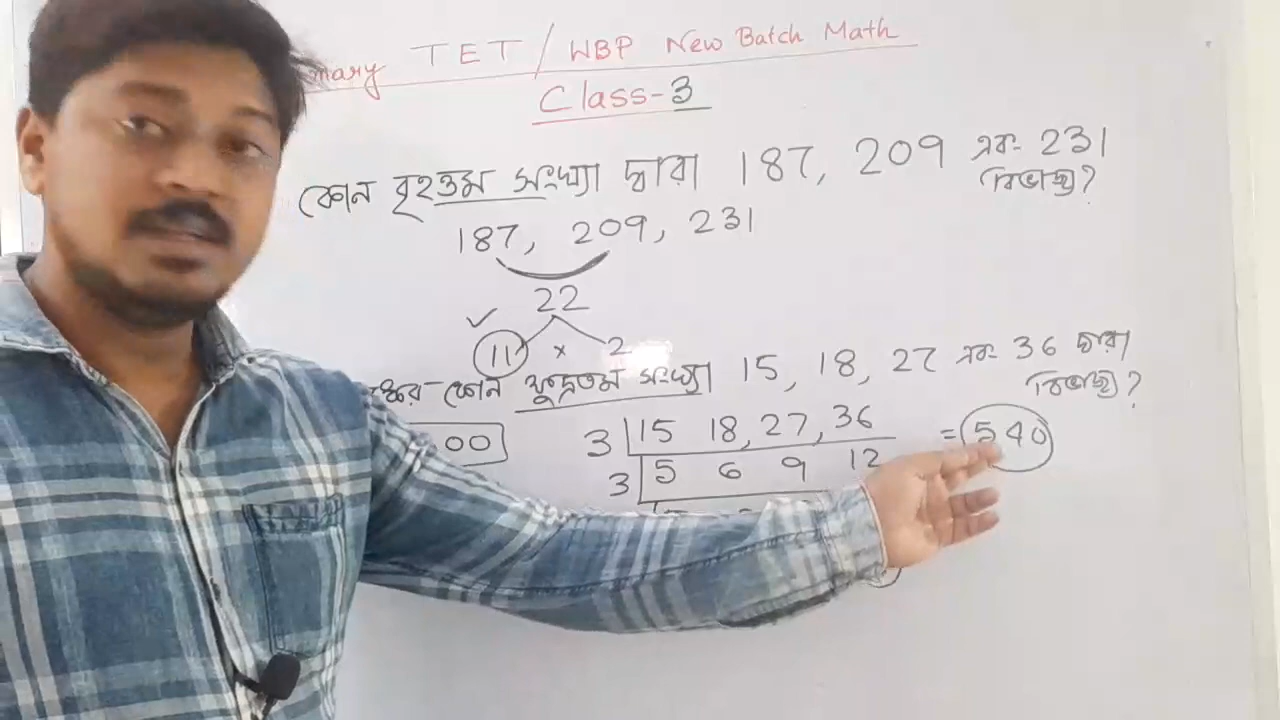 TET / WBP New Batch Math
Class-3
কোন বৃহত্তম সংখ্যা দ্বারা 187, 209 এবং 231
বিভাজ্য?
187, 209, 231
22
✓ 11 × 2
কোন ক্ষুদ্রতম সংখ্যা 15, 18, 27 এবং 36 দ্বারা
বিভাজ্য?
00
3 15 18, 27, 36 = 540
3 5 6 9 12